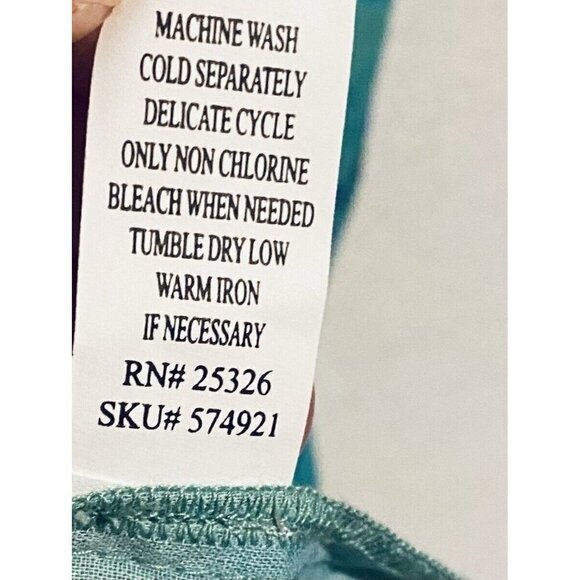 MACHINE WASH
COLD SEPARATELY
DELICATE CYCLE
ONLY NON CHLORINE
BLEACH WHEN NEEDED
TUMBLE DRY LOW
WARM IRON
IF NECESSARY
RN# 25326
SKU# 574921